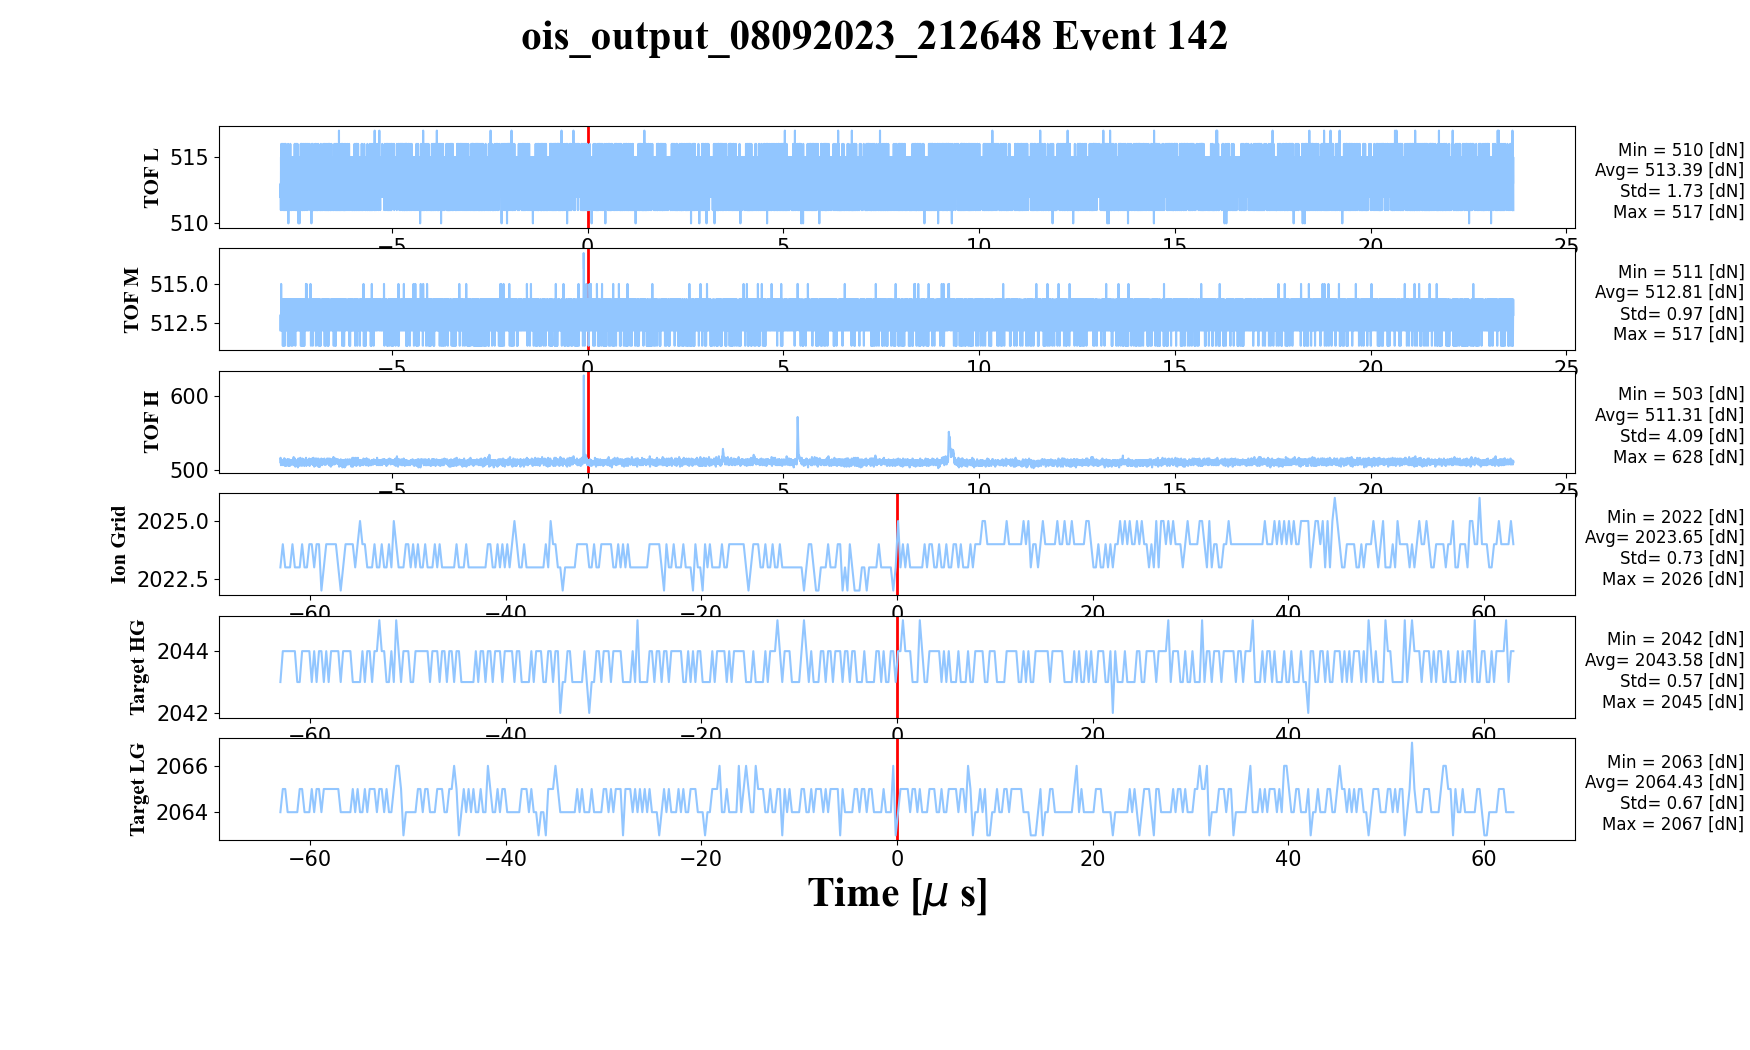 ois_output_08092023_212648 Event 142
TOF L
515
510
−5 0 5 10 15 20 25
Min = 510 [dN]
Avg= 513.39 [dN]
Std= 1.73 [dN]
Max = 517 [dN]
TOF M
515.0
512.5
−5 0 5 10 15 20 25
Min = 511 [dN]
Avg= 512.81 [dN]
Std= 0.97 [dN]
Max = 517 [dN]
TOF H
600
500
−5 0 5 10 15 20 25
Min = 503 [dN]
Avg= 511.31 [dN]
Std= 4.09 [dN]
Max = 628 [dN]
Ion Grid
2025.0
2022.5
−60 −40 −20 0 20 40 60
Min = 2022 [dN]
Avg= 2023.65 [dN]
Std= 0.73 [dN]
Max = 2026 [dN]
Target HG
2044
2042
−60 −40 −20 0 20 40 60
Min = 2042 [dN]
Avg= 2043.58 [dN]
Std= 0.57 [dN]
Max = 2045 [dN]
Target LG
2066
2064
−60 −40 −20 0 20 40 60
Min = 2063 [dN]
Avg= 2064.43 [dN]
Std= 0.67 [dN]
Max = 2067 [dN]
Time [μ s]